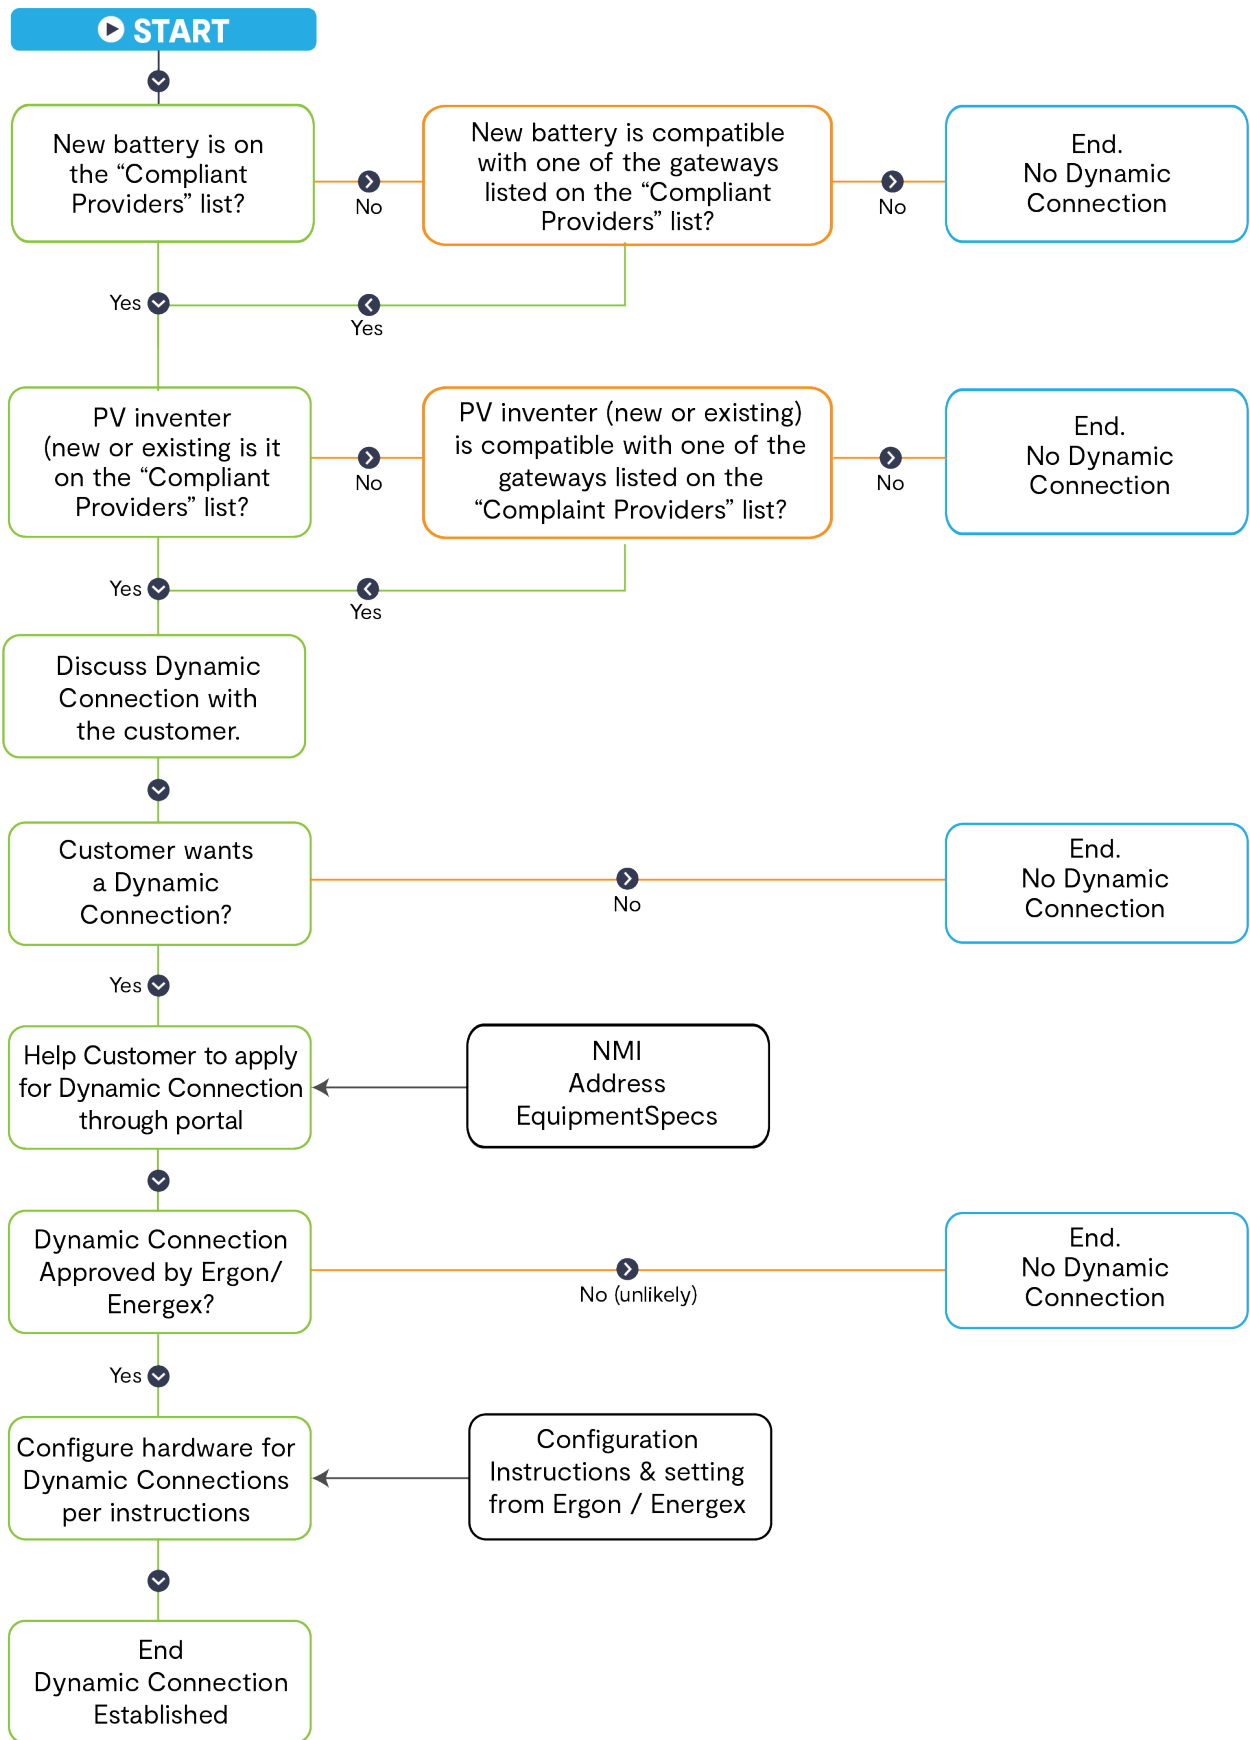 START
New battery is on
the “Compliant
Providers” list?
No
New battery is compatible
with one of the gateways
listed on the “Compliant
Providers” list?
No
End.
No Dynamic
Connection
Yes
Yes
PV inventer
(new or existing is it
on the “Compliant
Providers” list?
No
PV inventer (new or existing)
is compatible with one of the
gateways listed on the
“Complaint Providers” list?
No
End.
No Dynamic
Connection
Yes
Yes
Discuss Dynamic
Connection with
the customer.
Customer wants
a Dynamic
Connection?
No
End.
No Dynamic
Connection
Yes
Help Customer to apply
for Dynamic Connection
through portal
NMI
Address
EquipmentSpecs
Dynamic Connection
Approved by Ergon/
Energex?
No (unlikely)
End.
No Dynamic
Connection
Yes
Configure hardware for
Dynamic Connections
per instructions
Configuration
Instructions & setting
from Ergon / Energex
End
Dynamic Connection
Established